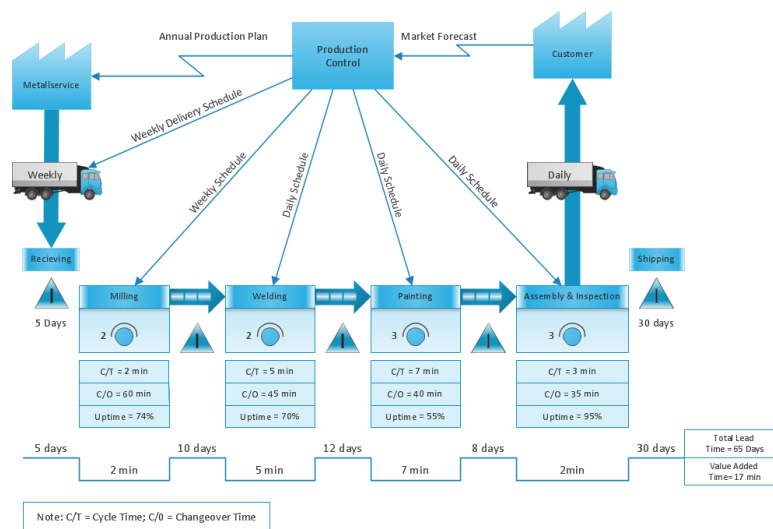 Annual Production Plan
Production
Control
Market Forecast
Customer
Metallservice
Weekly Delivery Schedule
Weekly
Weekly Schedule
Daily Schedule
Daily Schedule
Daily Schedule
Daily
Recieving
Shipping
Milling
Welding
Painting
Assembly & Inspection
I
I
I
I
I
5 Days
2
2
3
3
30 days
C/T = 2 min
C/T = 5 min
C/T = 7 min
C/T = 3 min
C/O = 60 min
C/O = 45 min
C/O = 40 min
C/O = 35 min
Uptime = 74%
Uptime = 70%
Uptime = 55%
Uptime = 95%
5 days
10 days
12 days
8 days
30 days
Total Lead
Time = 65 Days
2 min
5 min
7 min
2min
Value Added
Time= 17 min
Note: C/T = Cycle Time; C/0 = Changeover Time